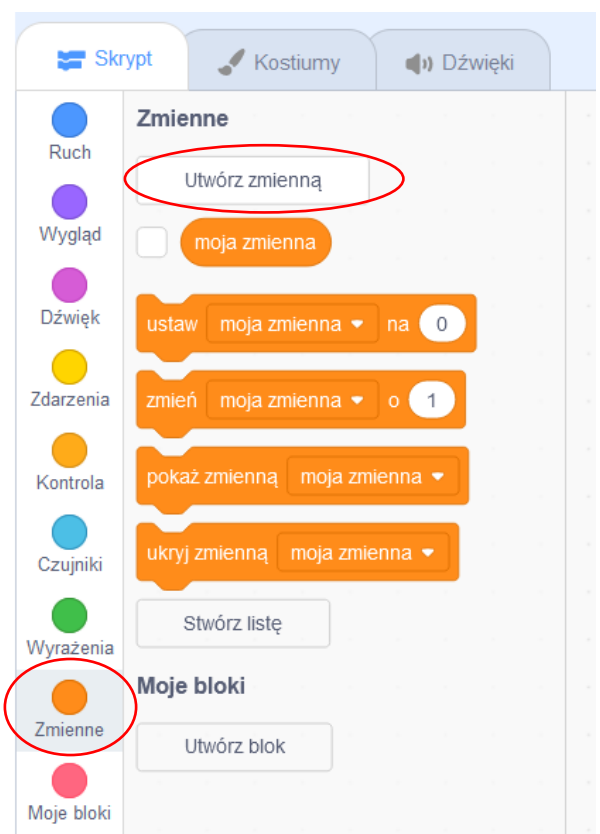 Skrypt Kostiumy Dźwięki
Ruch
Wygląd
Dźwięk
Zdarzenia
Kontrola
Czujniki
Wyrażenia
Zmienne
Moje bloki
Zmienne
Utwórz zmienną
moja zmienna
ustaw moja zmienna na 0
zmień moja zmienna o 1
pokaż zmienną moja zmienna
ukryj zmienną moja zmienna
Stwórz listę
Moje bloki
Utwórz blok